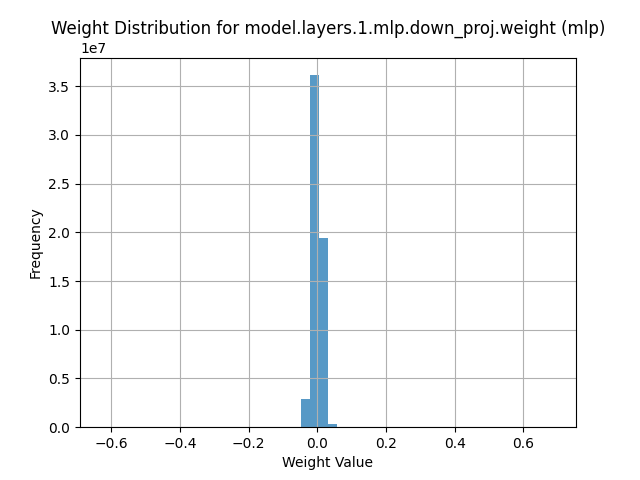 Weight Distribution for model.layers.1.mlp.down_proj.weight (mlp)
1e7
3.5
3.0
2.5
2.0
1.5
1.0
0.5
0.0
Frequency
−0.6 −0.4 −0.2 0.0 0.2 0.4 0.6
Weight Value